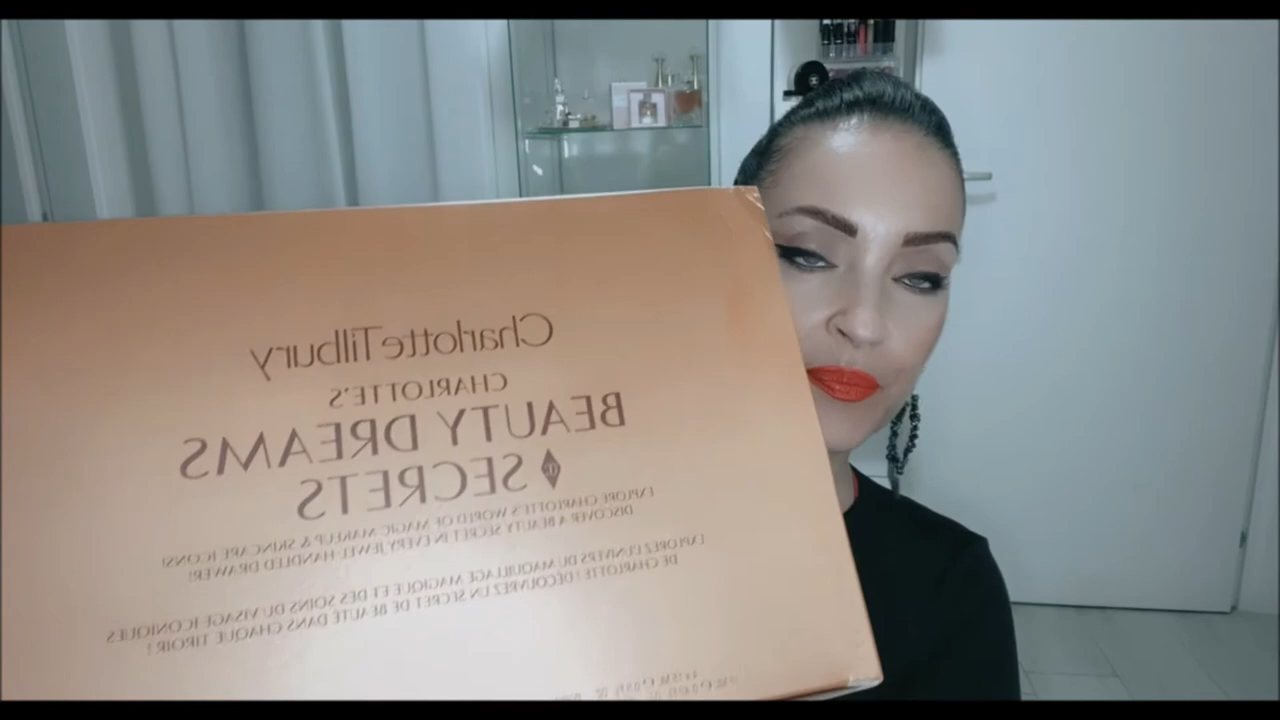 Charlotte Tilbury
CHARLOTTE'S
BEAUTY DREAMS
SECRETS
EXPLORE CHARLOTTE'S WORLD OF MAGIC MAKEUP & SKINCARE ICONS!
DISCOVER A BEAUTY SECRET IN EVERY JEWEL-HANDLED DRAWER!
EXPLOREZ L'UNIVERS DU MAQUILLAGE MAGIQUE ET DES SOINS DU VISAGE ICONIQUES
DE CHARLOTTE ! DÉCOUVREZ UN SECRET DE BEAUTÉ DANS CHAQUE TIROIR !